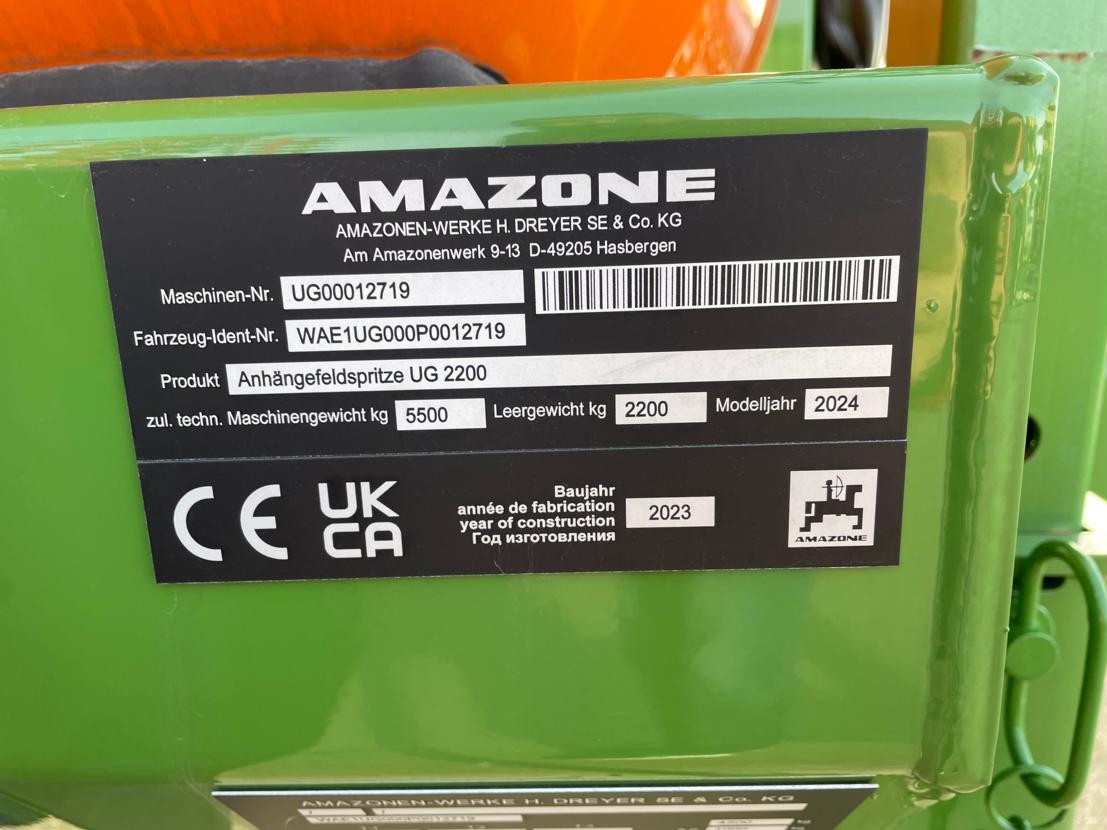 AMAZONE
AMAZONEN-WERKE H. DREYER SE & Co. KG
Am Amazonenwerk 9-13 D-49205 Hasbergen
Maschinen-Nr. UG00012719
Fahrzeug-Ident-Nr. WAE1UG000P0012719
Produkt Anhängefeldspritze UG 2200
zul. techn. Maschinengewicht kg 5500 Leergewicht kg 2200 Modelljahr 2024
CE UK CA
Baujahr
année de fabrication
year of construction
Год изготовления
2023
AMAZONE
AMAZONEN-WERKE H. DREYER SE & Co. KG
WAE1UG000P0012719